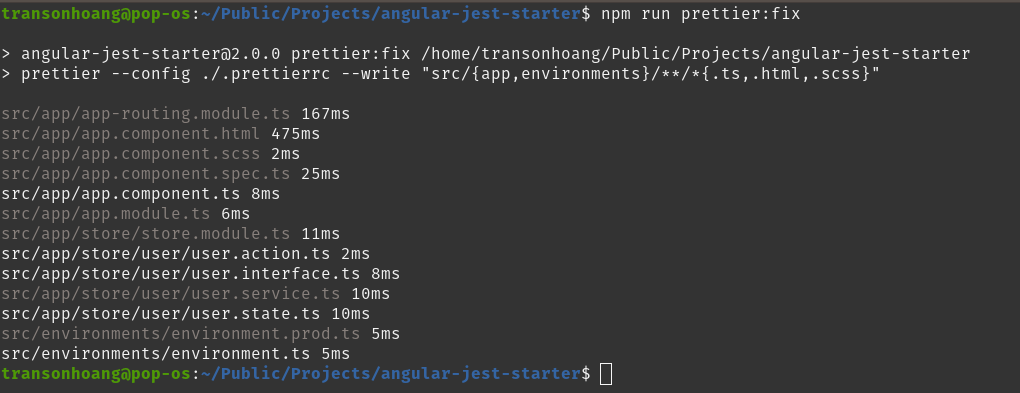 transonhoang@pop-os:~/Public/Projects/angular-jest-starter$ npm run prettier:fix
> angular-jest-starter@2.0.0 prettier:fix /home/transonhoang/Public/Projects/angular-jest-starter
> prettier --config ./.prettierrc --write "src/{app,environments}/**/*{.ts,.html,.scss}"
src/app/app-routing.module.ts 167ms
src/app/app.component.html 475ms
src/app/app.component.scss 2ms
src/app/app.component.spec.ts 25ms
src/app/app.component.ts 8ms
src/app/app.module.ts 6ms
src/app/store/store.module.ts 11ms
src/app/store/user/user.action.ts 2ms
src/app/store/user/user.interface.ts 8ms
src/app/store/user/user.service.ts 10ms
src/app/store/user/user.state.ts 10ms
src/environments/environment.prod.ts 5ms
src/environments/environment.ts 5ms
transonhoang@pop-os:~/Public/Projects/angular-jest-starter$